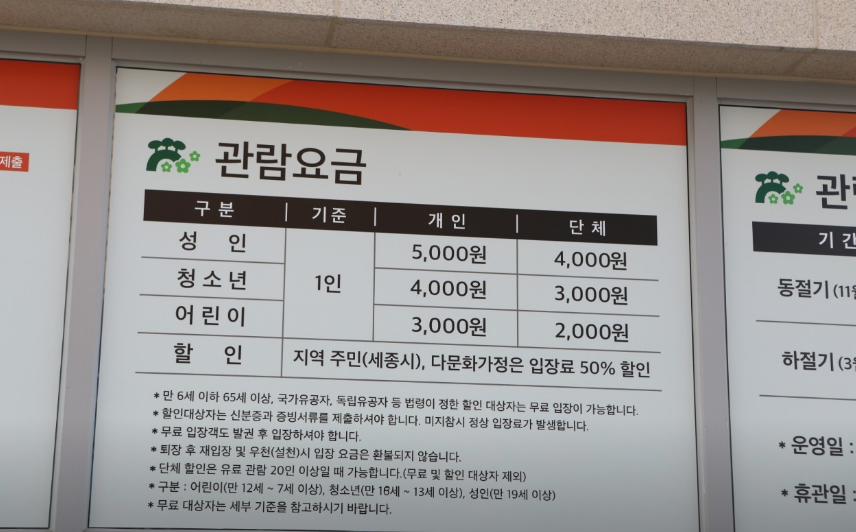 제출
관람요금
구분 기준 개인 단체
성 인 1인 5,000원 4,000원
청소년 4,000원 3,000원
어린이 3,000원 2,000원
할 인 지역 주민(세종시), 다문화가정은 입장료 50% 할인
* 만 6세 이하 65세 이상, 국가유공자, 독립유공자 등 법령이 정한 할인 대상자는 무료 입장이 가능합니다.
* 할인대상자는 신분증과 증빙서류를 제출하셔야 합니다. 미지참시 정상 입장료가 발생합니다.
* 무료 입장객도 발권 후 입장하셔야 합니다.
* 퇴장 후 재입장 및 우천(설천)시 입장 요금은 환불되지 않습니다.
* 단체 할인은 유료 관람 20인 이상일 때 가능합니다.(무료 및 할인 대상자 제외)
* 구분 : 어린이(만 12세 ~ 7세 이상), 청소년(만 16세 ~ 13세 이상), 성인(만 19세 이상)
* 무료 대상자는 세부 기준을 참고하시기 바랍니다.
관
기 간
동절기 (11월
하절기 (3월
* 운영일 :
* 휴관일 :